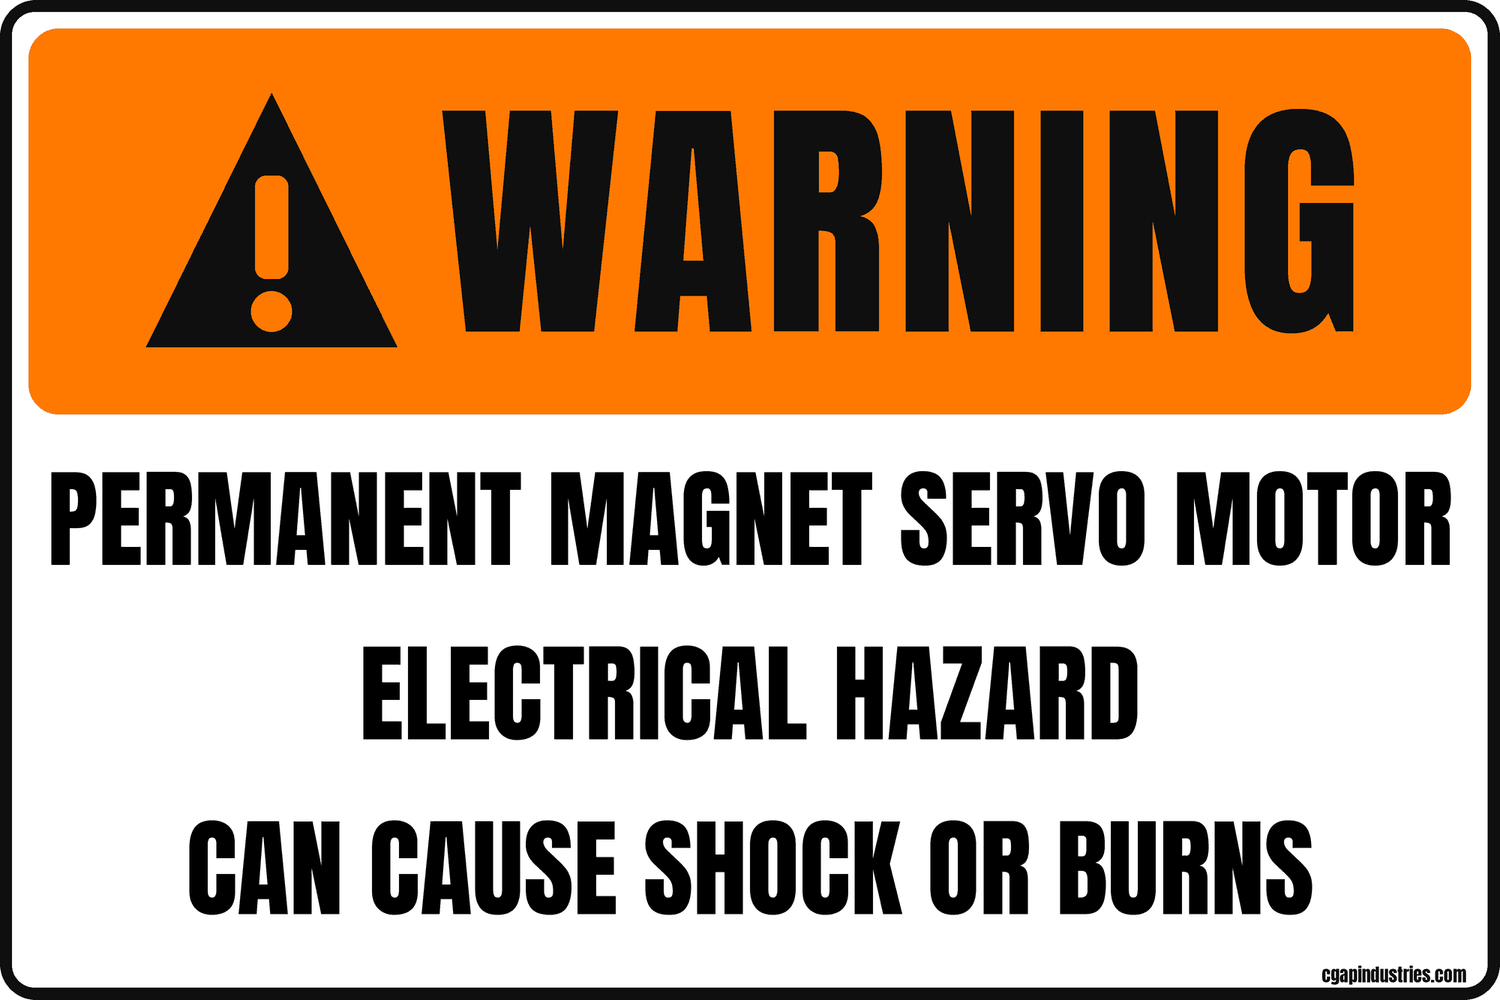 WARNING
PERMANENT MAGNET SERVO MOTOR
ELECTRICAL HAZARD
CAN CAUSE SHOCK OR BURNS
cgapindustries.com